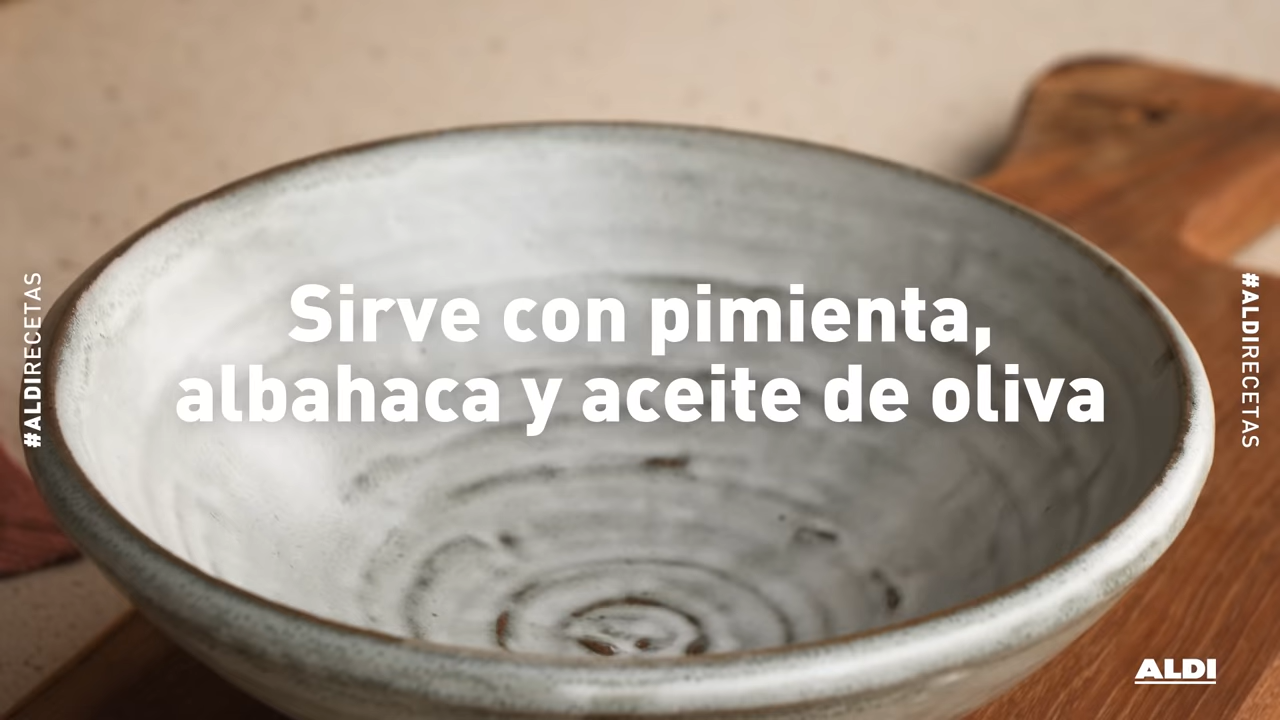 Sirve con pimienta,
albahaca y aceite de oliva
#ALDIRECETAS
#ALDIRECETAS
ALDI